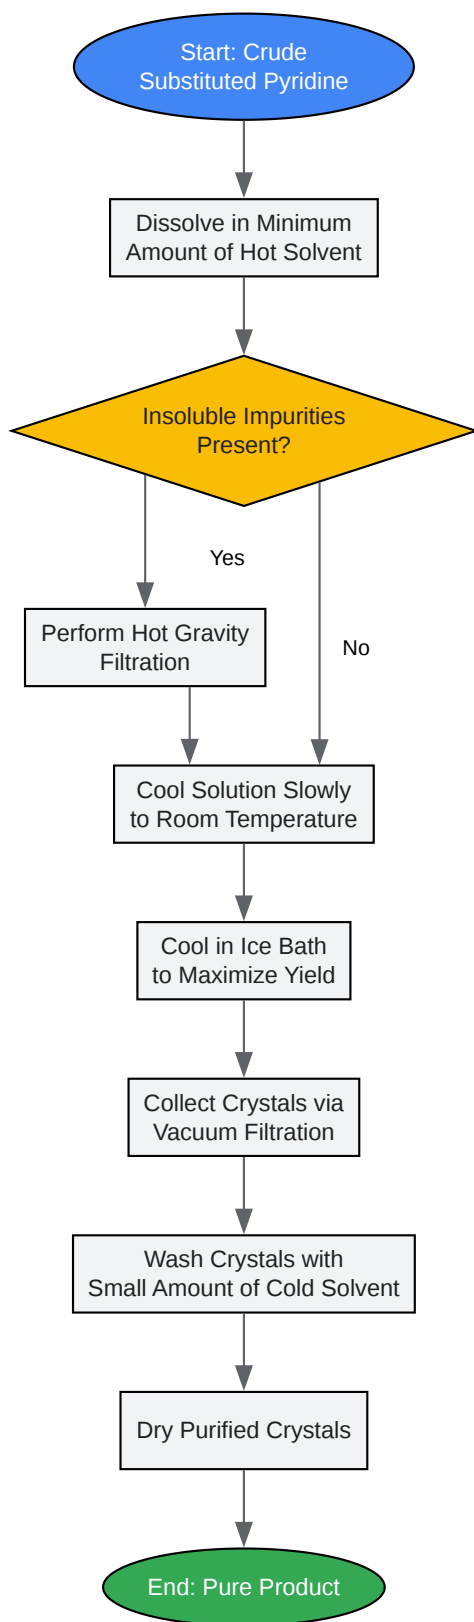 Start: Crude
Substituted Pyridine
Dissolve in Minimum
Amount of Hot Solvent
Insoluble Impurities
Present?
Yes
Perform Hot Gravity
Filtration
No
Cool Solution Slowly
to Room Temperature
Cool in Ice Bath
to Maximize Yield
Collect Crystals via
Vacuum Filtration
Wash Crystals with
Small Amount of Cold Solvent
Dry Purified Crystals
End: Pure Product